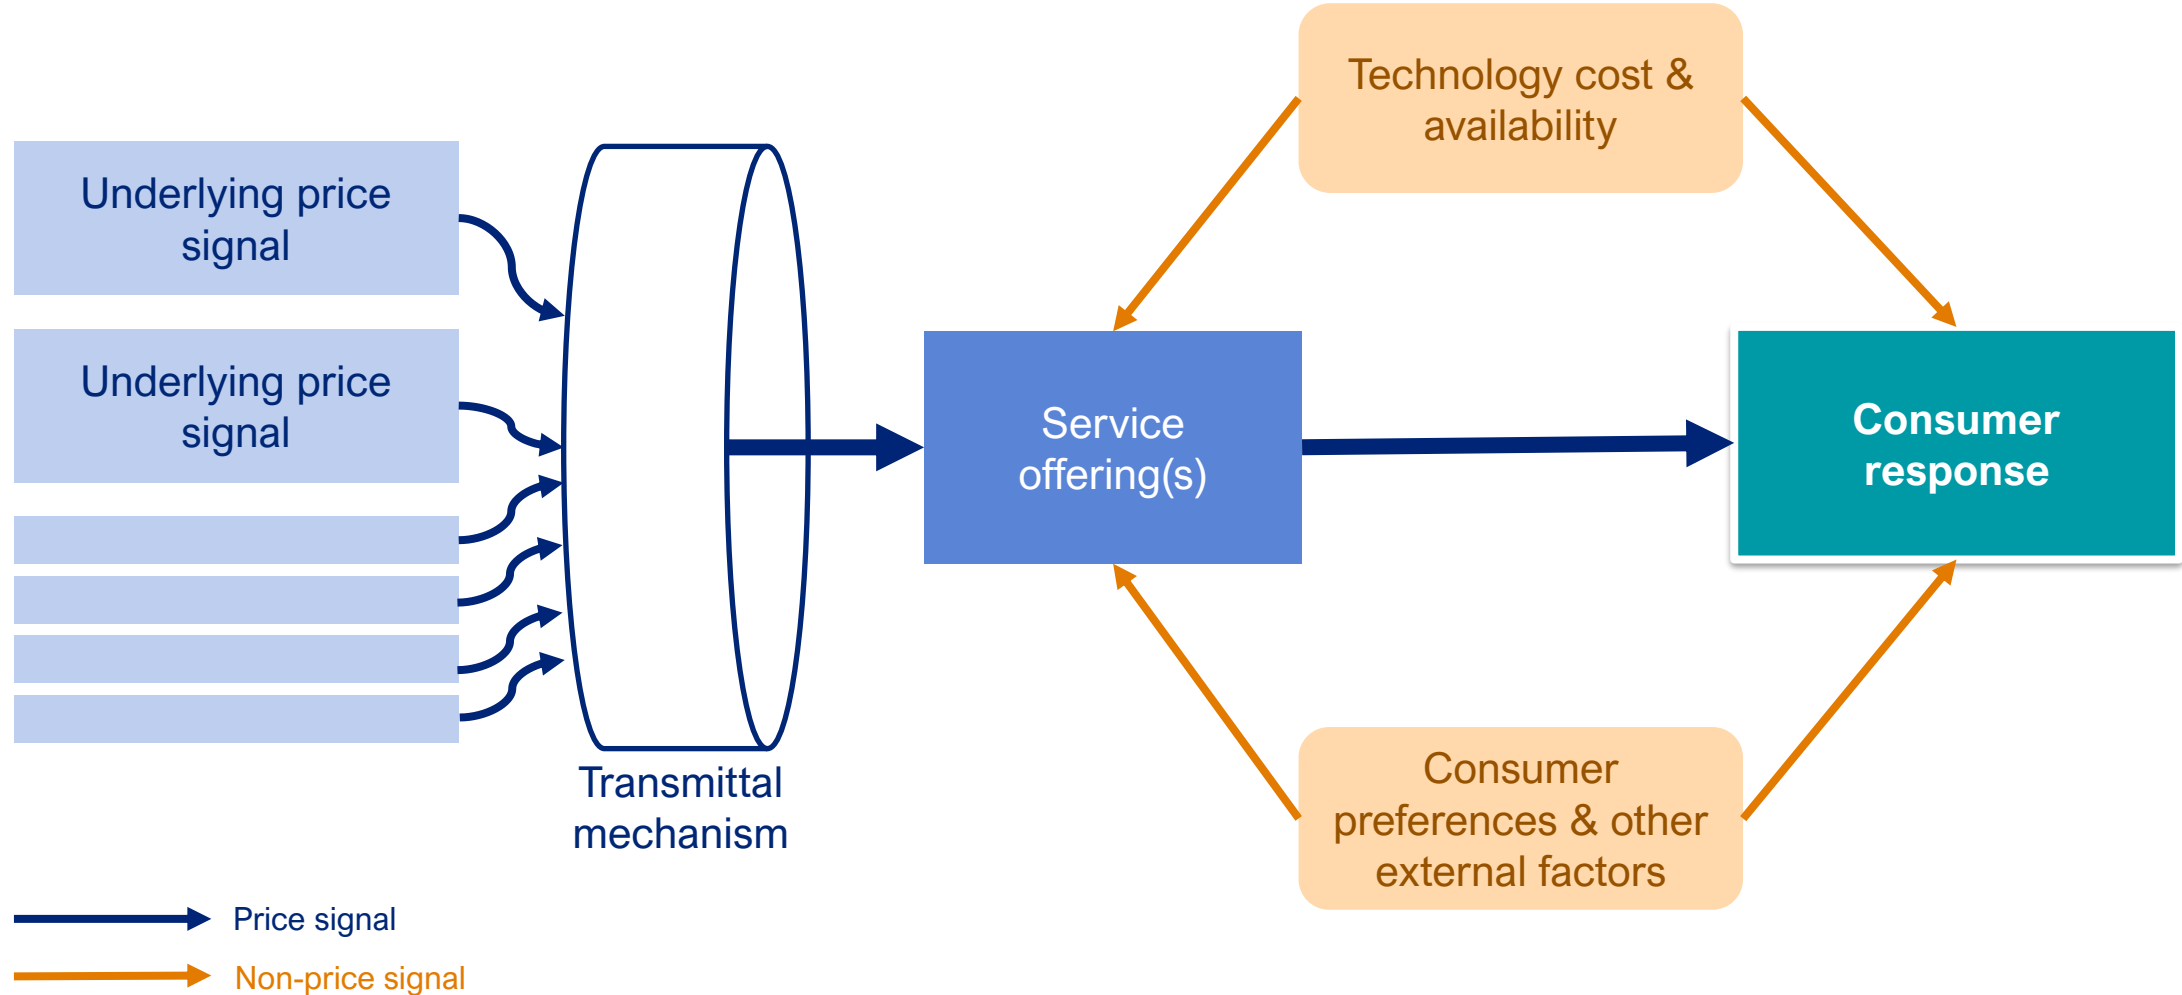 Underlying price
signal
Underlying price
signal
Transmittal
mechanism
Service
offering(s)
Technology cost &
availability
Consumer
response
Consumer
preferences & other
external factors
Price signal
Non-price signal